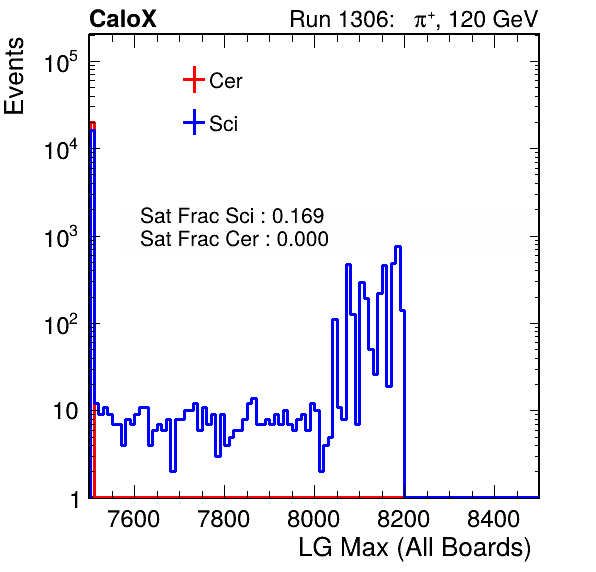 CaloX Run 1306: π⁺, 120 GeV
Events
Cer
Sci
Sat Frac Sci : 0.169
Sat Frac Cer : 0.000
10⁵
10⁴
10³
10²
10
1
7600 7800 8000 8200 8400
LG Max (All Boards)